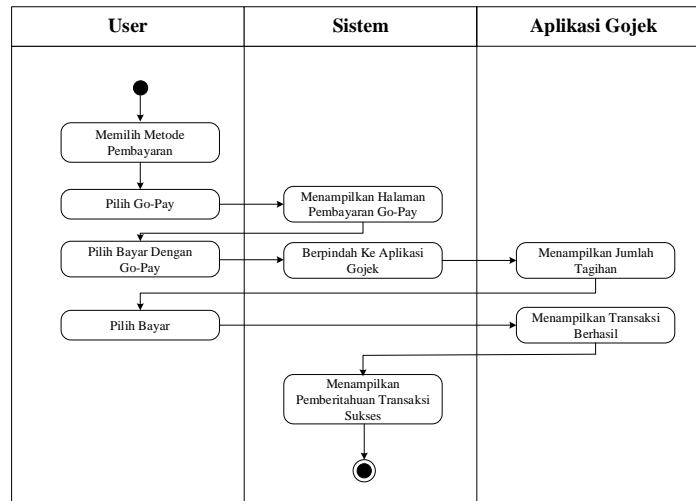 User
Sistem
Aplikasi Gojek
Memilih Metode
Pembayaran
Pilih Go-Pay
Menampilkan Halaman
Pembayaran Go-Pay
Pilih Bayar Dengan
Go-Pay
Berpindah Ke Aplikasi
Gojek
Menampilkan Jumlah
Tagihan
Pilih Bayar
Menampilkan Transaksi
Berhasil
Menampilkan
Pemberitahuan Transaksi
Sukses